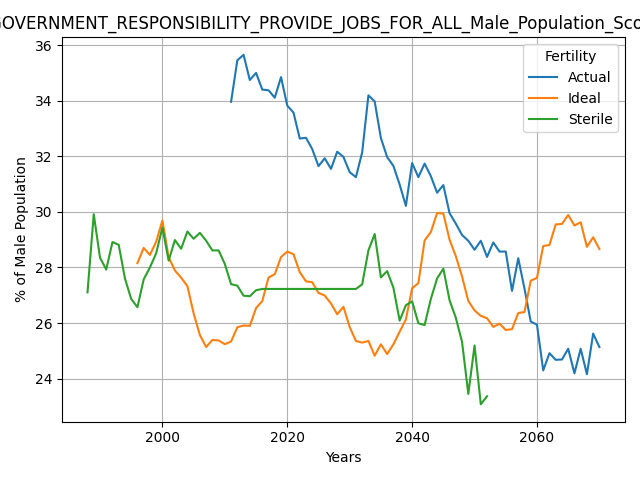 GOVERNMENT_RESPONSIBILITY_PROVIDE_JOBS_FOR_ALL_Male_Population_Sco
Fertility
Actual
Ideal
Sterile
% of Male Population
36
34
32
30
28
26
24
2000 2020 2040 2060
Years